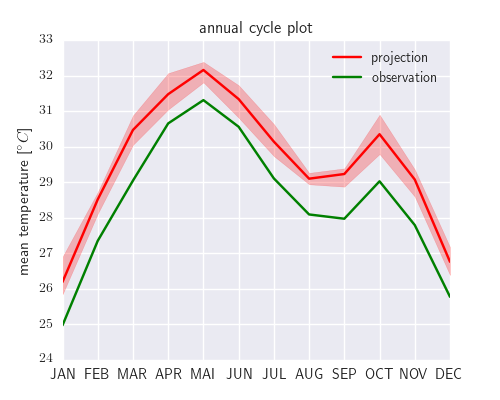 annual cycle plot
projection
observation
mean temperature [°C]
33
32
31
30
29
28
27
26
25
24
JAN FEB MAR APR MAI JUN JUL AUG SEP OCT NOV DEC